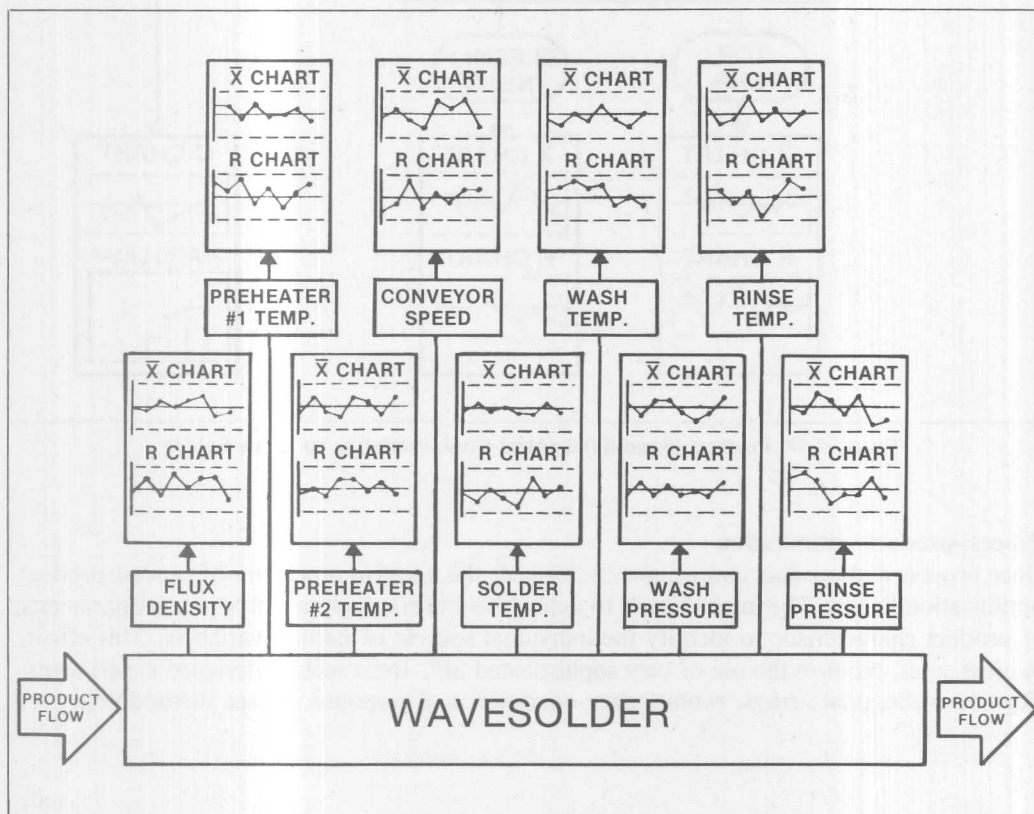 X̅ CHART
R CHART
X̅ CHART
R CHART
X̅ CHART
R CHART
X̅ CHART
R CHART
PREHEATER
#1 TEMP.
CONVEYOR
SPEED
WASH
TEMP.
RINSE
TEMP.
X̅ CHART
R CHART
X̅ CHART
R CHART
X̅ CHART
R CHART
X̅ CHART
R CHART
X̅ CHART
R CHART
FLUX
DENSITY
PREHEATER
#2 TEMP.
SOLDER
TEMP.
WASH
PRESSURE
RINSE
PRESSURE
PRODUCT
FLOW
WAVESOLDER
PRODUCT
FLOW